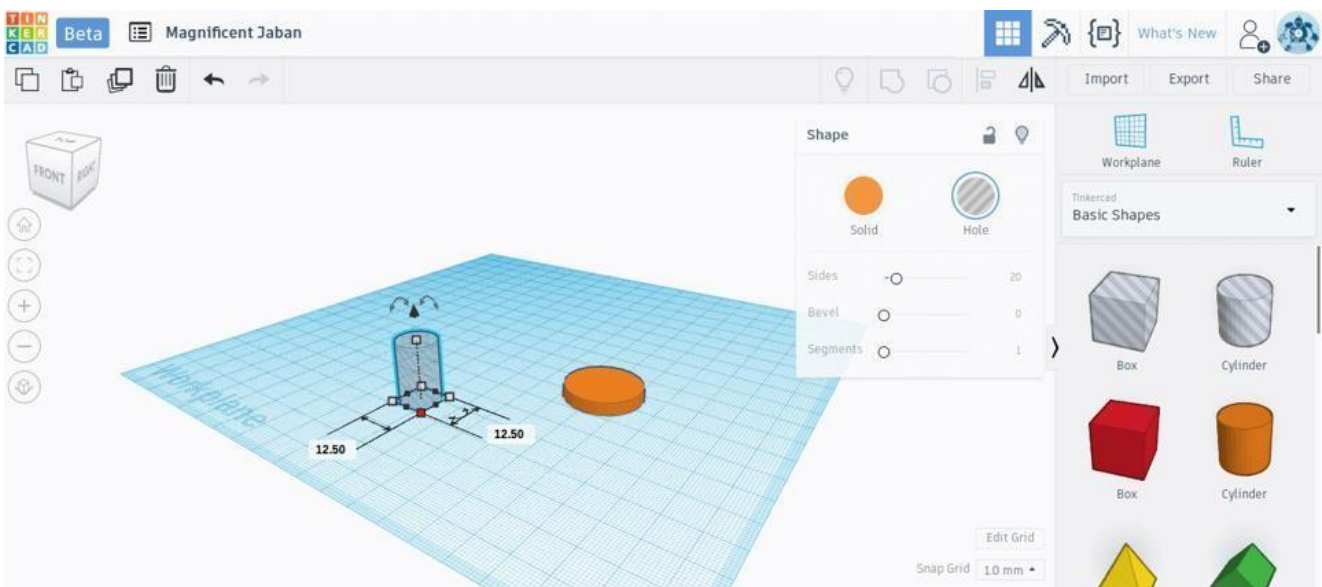 TIN
KER
CAD
Beta
Magnificent Jaban
What's New
Import
Export
Share
FRONT
RIGHT
Workplane
Ruler
Tinkercad
Basic Shapes
Shape
Solid
Hole
Sides
20
Bevel
0
Segments
1
Workplane
12.50
12.50
Box
Cylinder
Box
Cylinder
Edit Grid
Snap Grid
1.0 mm